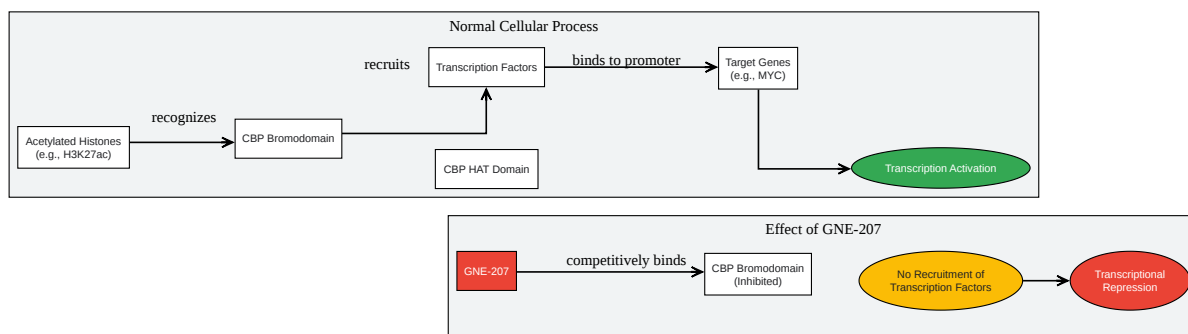 Normal Cellular Process
recruits
Transcription Factors
binds to promoter
Target Genes
(e.g., MYC)
recognizes
Acetylated Histones
(e.g., H3K27ac)
CBP Bromodomain
CBP HAT Domain
Transcription Activation
Effect of GNE-207
GNE-207
competitively binds
CBP Bromodomain
(Inhibited)
No Recruitment of
Transcription Factors
Transcriptional
Repression